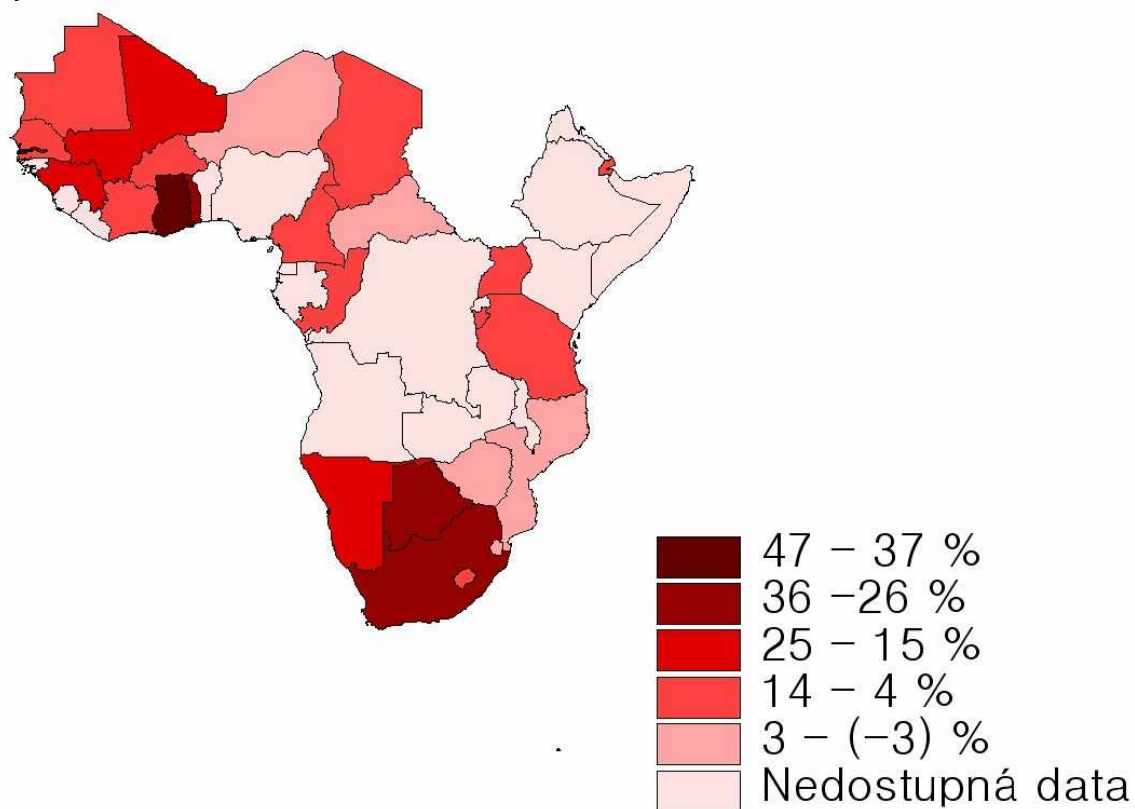 47 – 37 %
36 –26 %
25 – 15 %
14 – 4 %
3 – (–3) %
Nedostupná data